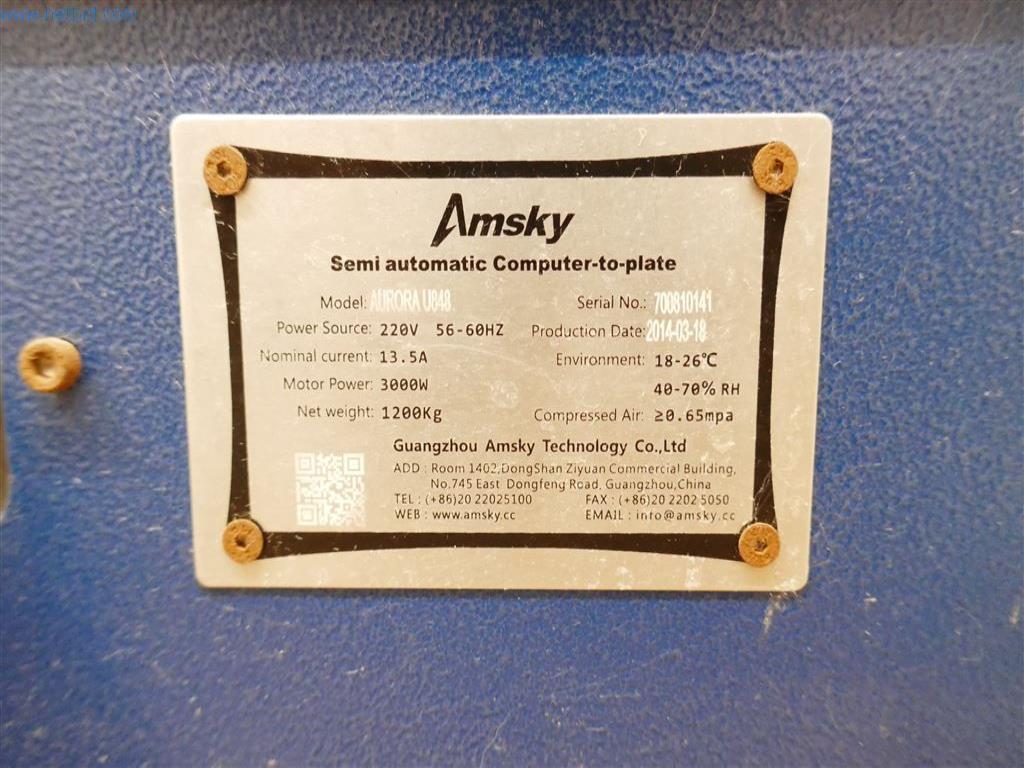 Amsky
Semi automatic Computer-to-plate
Model: AURORA U848 Serial No.: 700810141
Power Source: 220V 56-60HZ Production Date: 2014-03-18
Nominal current: 13.5A Environment: 18-26℃
Motor Power: 3000W 40-70% RH
Net weight: 1200Kg Compressed Air: ≥0.65mpa
Guangzhou Amsky Technology Co.,Ltd
ADD : Room 1402,DongShan Ziyuan Commercial Building,
No.745 East Dongfeng Road, Guangzhou,China
TEL : (+86)20 22025100 FAX : (+86)20 2202 5050
WEB : www.amsky.cc EMAIL : info@amsky.cc